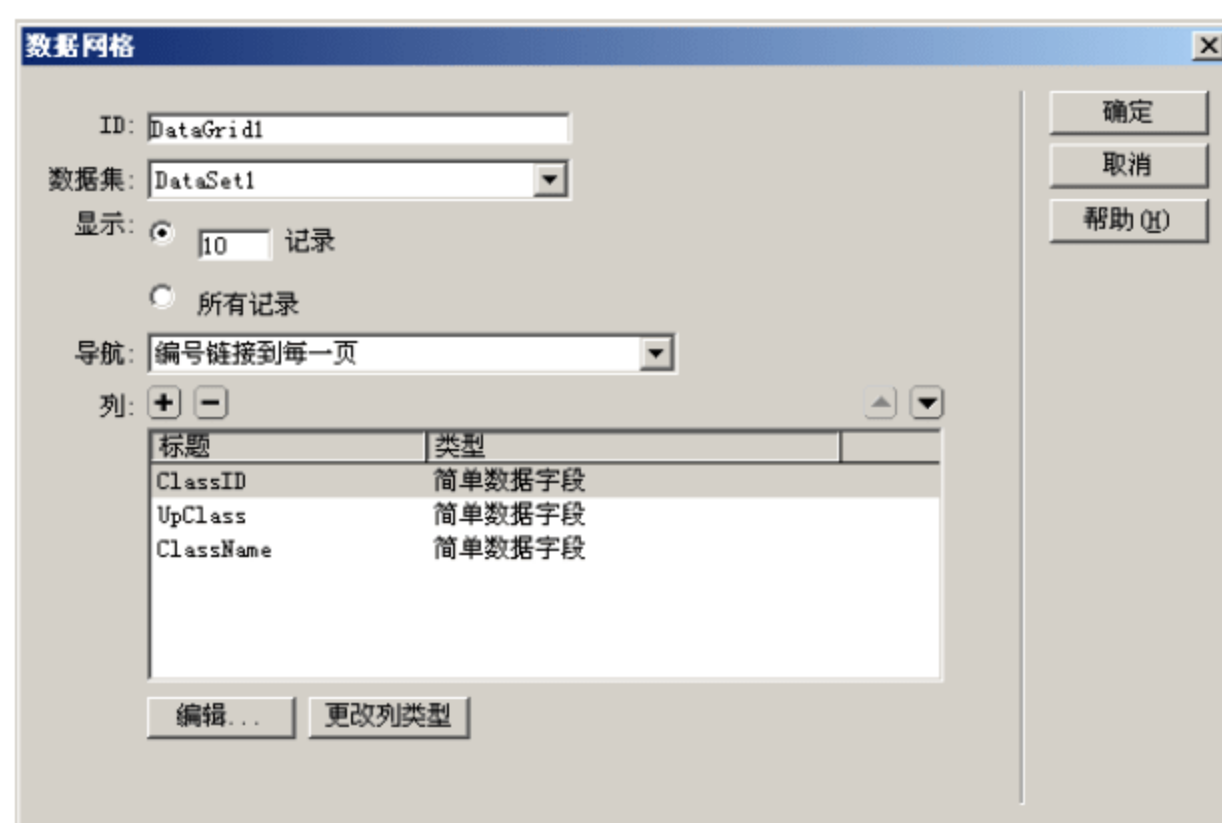 数据网格
ID: DataGrid1
确定
数据集: DataSet1
取消
显示: 10 记录
帮助(H)
所有记录
导航: 编号链接到每一页
列:
标题 类型
ClassID 简单数据字段
UpClass 简单数据字段
ClassName 简单数据字段
编辑... 更改列类型